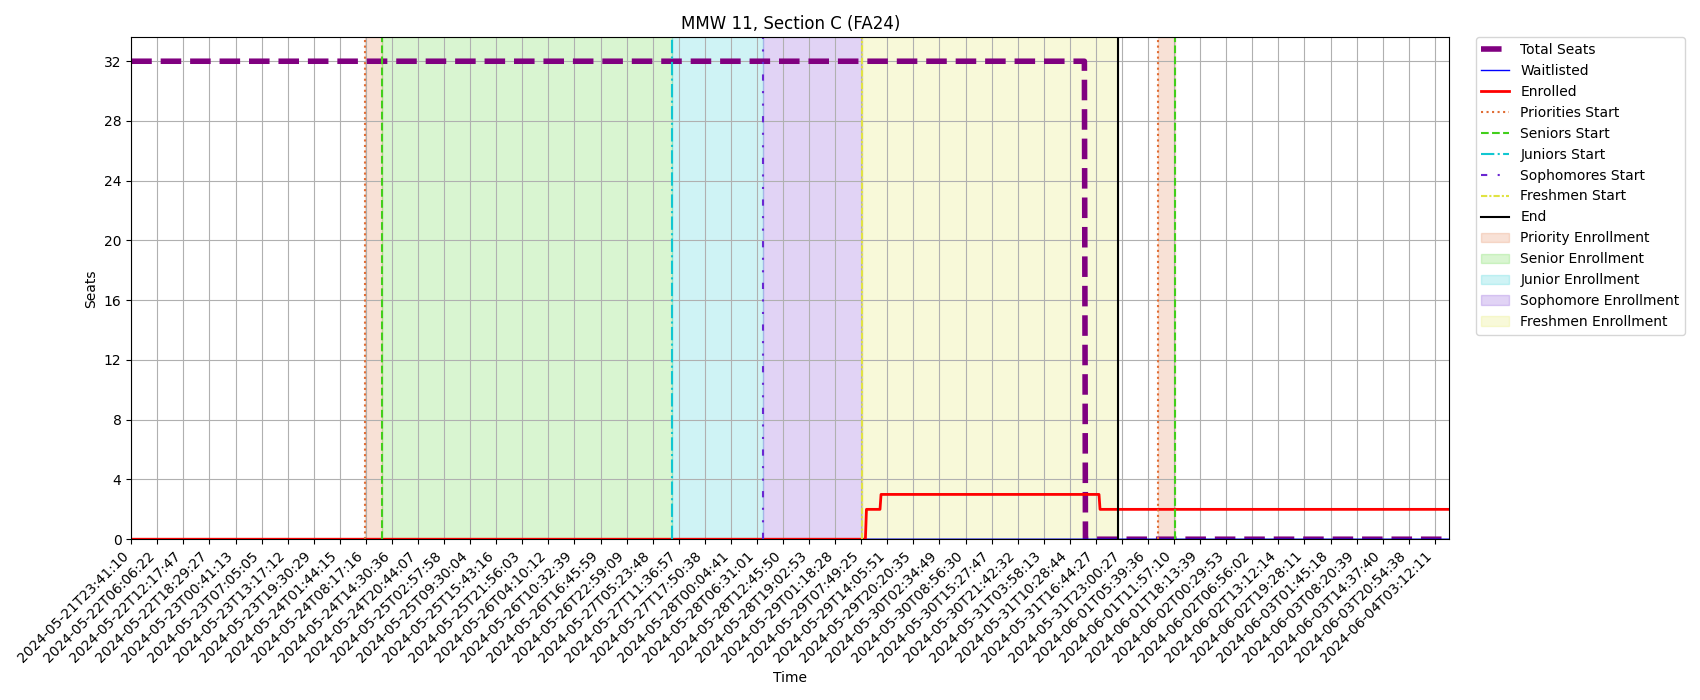 MMW 11, Section C (FA24)
Seats
32
28
24
20
16
12
8
4
0
2024-05-21T23:41:10
2024-05-22T06:06:22
2024-05-22T12:17:47
2024-05-22T18:29:27
2024-05-23T00:41:13
2024-05-23T07:05:05
2024-05-23T13:17:12
2024-05-23T19:30:29
2024-05-24T01:44:15
2024-05-24T08:17:16
2024-05-24T14:30:36
2024-05-24T20:44:07
2024-05-25T02:57:58
2024-05-25T09:30:04
2024-05-25T15:43:16
2024-05-25T21:56:03
2024-05-26T04:10:12
2024-05-26T10:32:39
2024-05-26T16:45:59
2024-05-26T22:59:09
2024-05-27T05:23:48
2024-05-27T11:36:57
2024-05-27T17:50:38
2024-05-28T00:04:41
2024-05-28T06:31:01
2024-05-28T12:45:50
2024-05-28T19:02:53
2024-05-29T01:18:28
2024-05-29T07:49:25
2024-05-29T14:05:51
2024-05-29T20:20:35
2024-05-30T02:34:49
2024-05-30T08:56:30
2024-05-30T15:27:47
2024-05-30T21:42:32
2024-05-31T03:58:13
2024-05-31T10:28:44
2024-05-31T16:44:27
2024-05-31T23:00:27
2024-06-01T05:39:36
2024-06-01T11:57:10
2024-06-01T18:13:39
2024-06-02T00:29:53
2024-06-02T06:56:02
2024-06-02T13:12:14
2024-06-02T19:28:11
2024-06-03T01:45:18
2024-06-03T08:20:39
2024-06-03T14:37:40
2024-06-03T20:54:38
2024-06-04T03:12:11
Time
Total Seats
Waitlisted
Enrolled
Priorities Start
Seniors Start
Juniors Start
Sophomores Start
Freshmen Start
End
Priority Enrollment
Senior Enrollment
Junior Enrollment
Sophomore Enrollment
Freshmen Enrollment